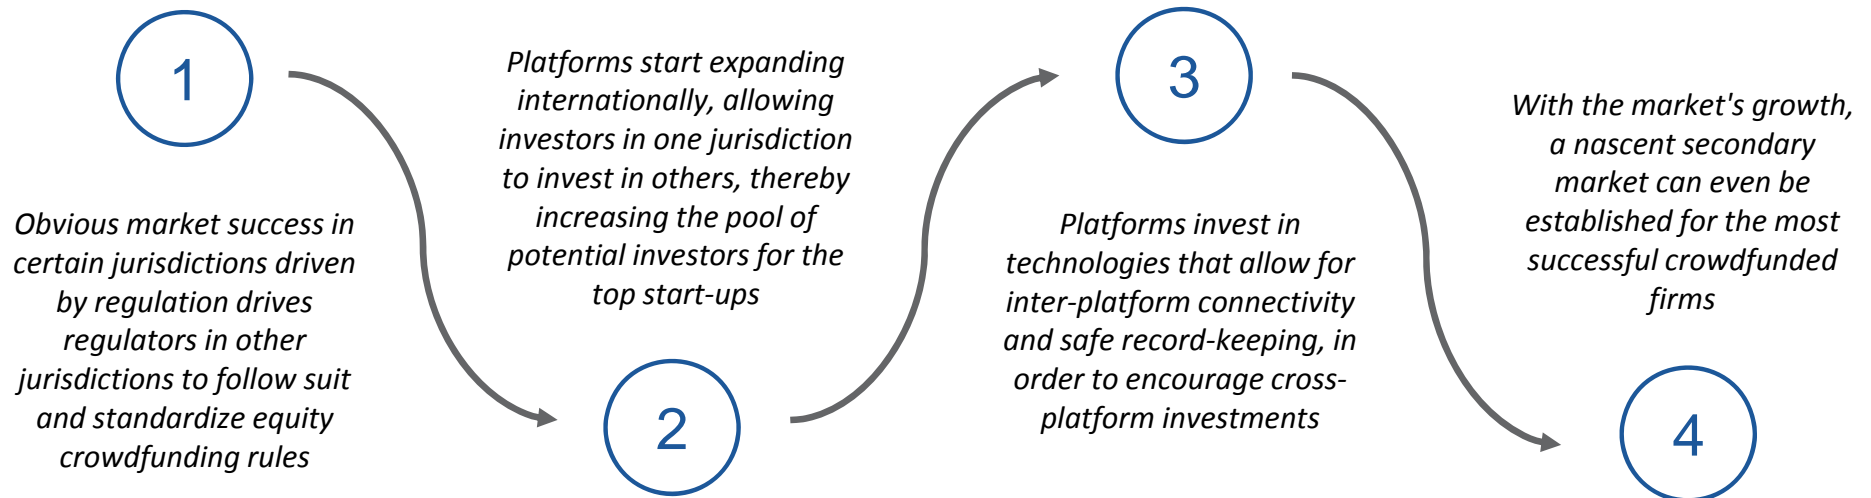 1
Obvious market success in
certain jurisdictions driven
by regulation drives
regulators in other
jurisdictions to follow suit
and standardize equity
crowdfunding rules
Platforms start expanding
internationally, allowing
investors in one jurisdiction
to invest in others, thereby
increasing the pool of
potential investors for the
top start-ups
2
3
Platforms invest in
technologies that allow for
inter-platform connectivity
and safe record-keeping, in
order to encourage cross-
platform investments
With the market's growth,
a nascent secondary
market can even be
established for the most
successful crowdfunded
firms
4